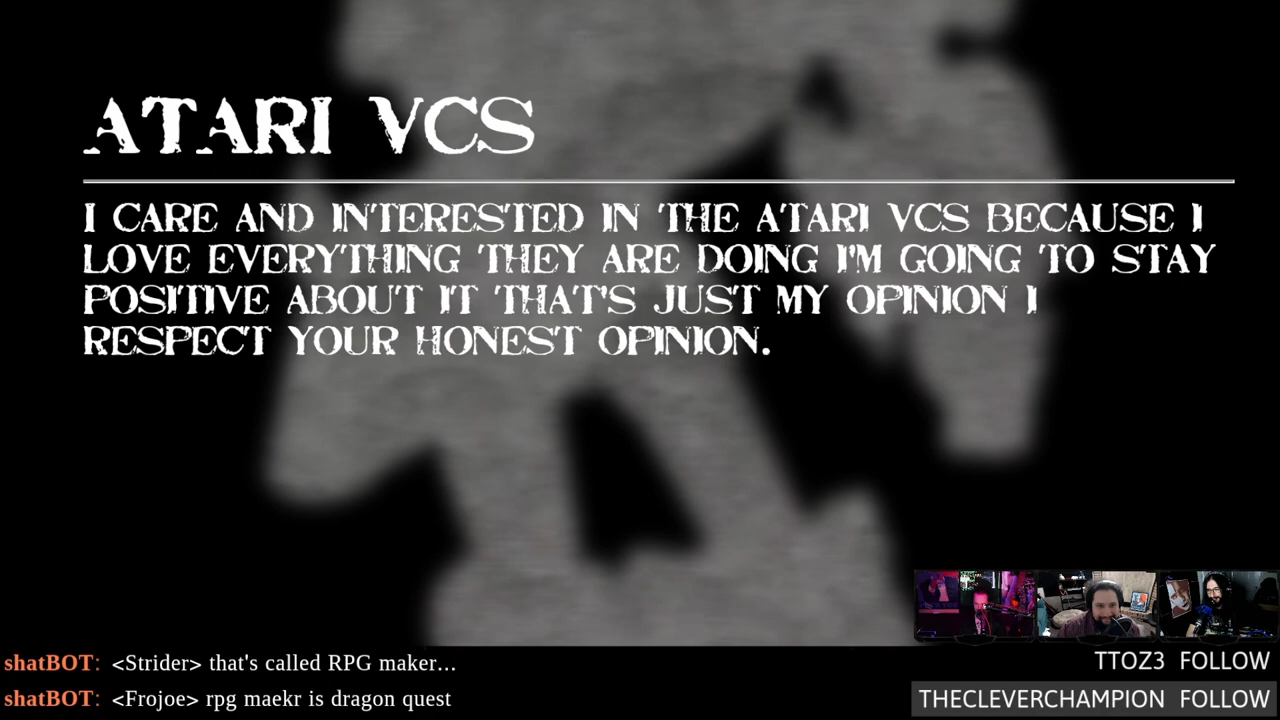 ATARI VCS
I CARE AND INTERESTED IN THE ATARI VCS BECAUSE I
LOVE EVERYTHING THEY ARE DOING I'M GOING TO STAY
POSITIVE ABOUT IT THAT'S JUST MY OPINION I
RESPECT YOUR HONEST OPINION.
shatBOT: <Strider> that's called RPG maker...
shatBOT: <Frojoe> rpg maekr is dragon quest
TTOZ3 FOLLOW
THECLEVERCHAMPION FOLLOW